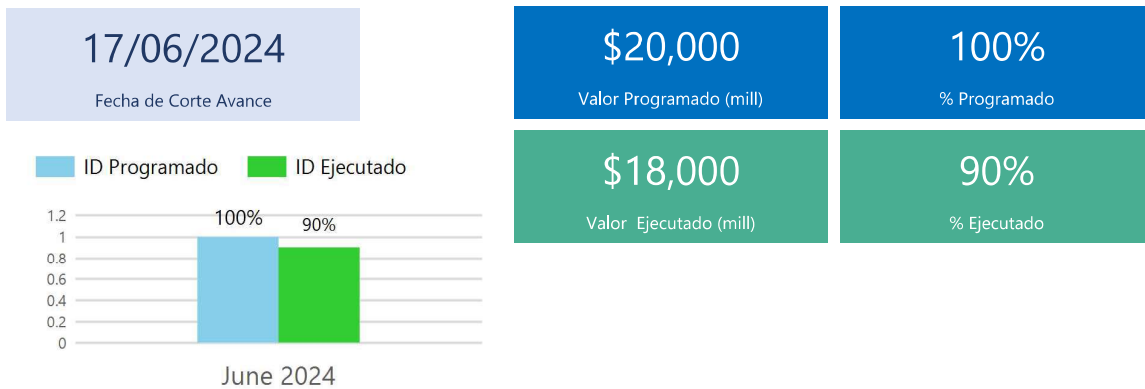 17/06/2024
Fecha de Corte Avance
$20,000
Valor Programado (mill)
100%
% Programado
$18,000
Valor Ejecutado (mill)
90%
% Ejecutado
ID Programado
ID Ejecutado
1.2
1
0.8
0.6
0.4
0.2
0
100%
90%
June 2024